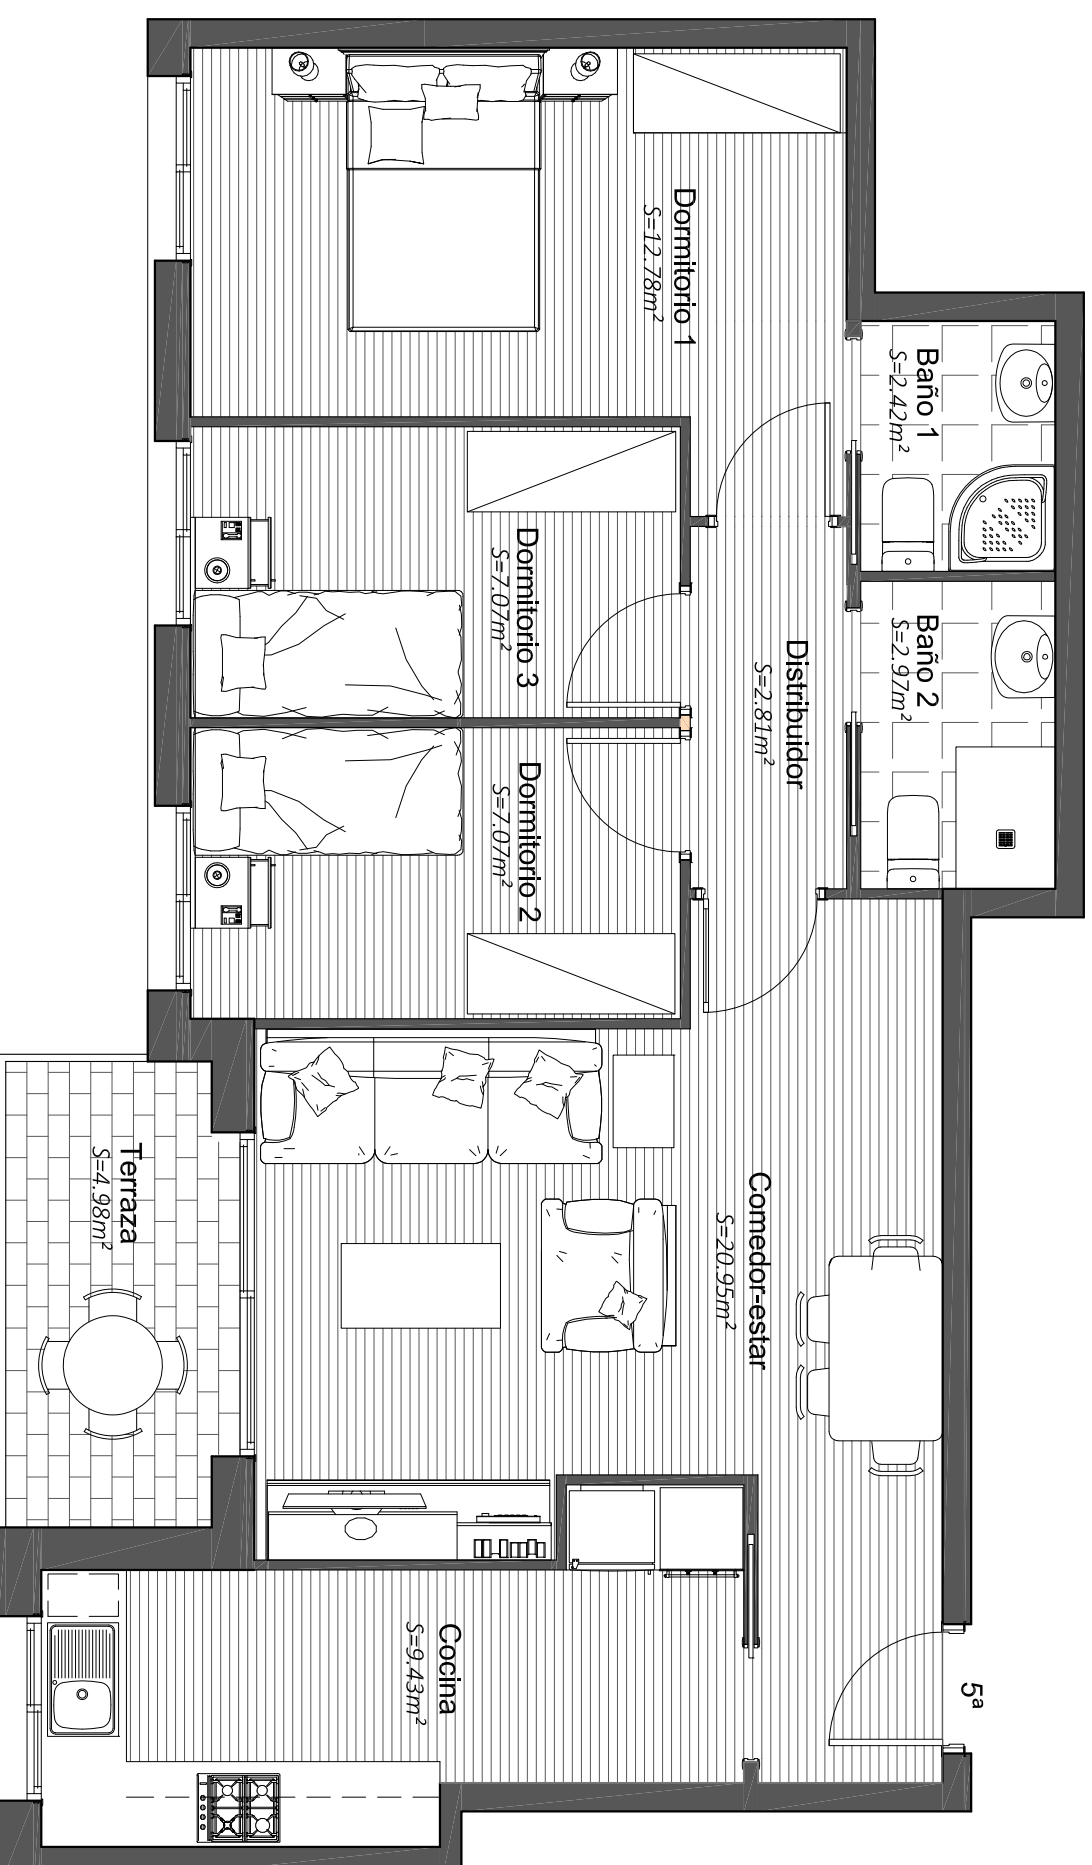 Baño 1
S=2.42m²
Baño 2
S=2.97m²
5ª
Dormitorio 1
S=12.78m²
Distribuidor
S=2.81m²
Comedor-estar
S=20.95m²
Dormitorio 3
S=7.07m²
Dormitorio 2
S=7.07m²
Cocina
S=9.43m²
Terraza
S=4.98m²